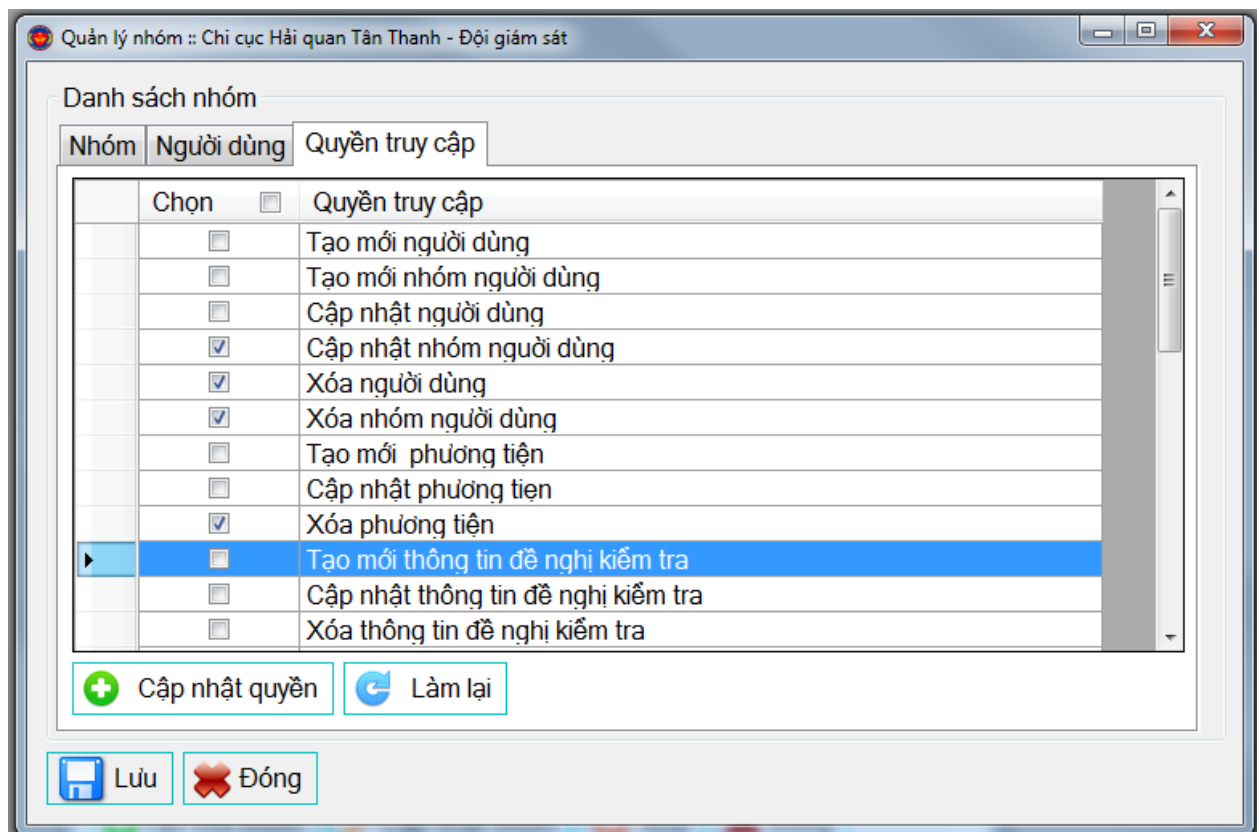 Quản lý nhóm :: Chi cục Hải quan Tân Thanh - Đội giám sát
Danh sách nhóm
Nhóm Người dùng Quyền truy cập
Chọn Quyền truy cập
Tạo mới người dùng
Tạo mới nhóm người dùng
Cập nhật người dùng
Cập nhật nhóm nguời dùng
Xóa người dùng
Xóa nhóm người dùng
Tạo mới phương tiện
Cập nhật phương tiẹn
Xóa phương tiện
Tạo mới thông tin đề nghị kiểm tra
Cập nhật thông tin đề nghị kiểm tra
Xóa thông tin đề nghị kiểm tra
Cập nhật quyền Làm lại
Lưu Đóng